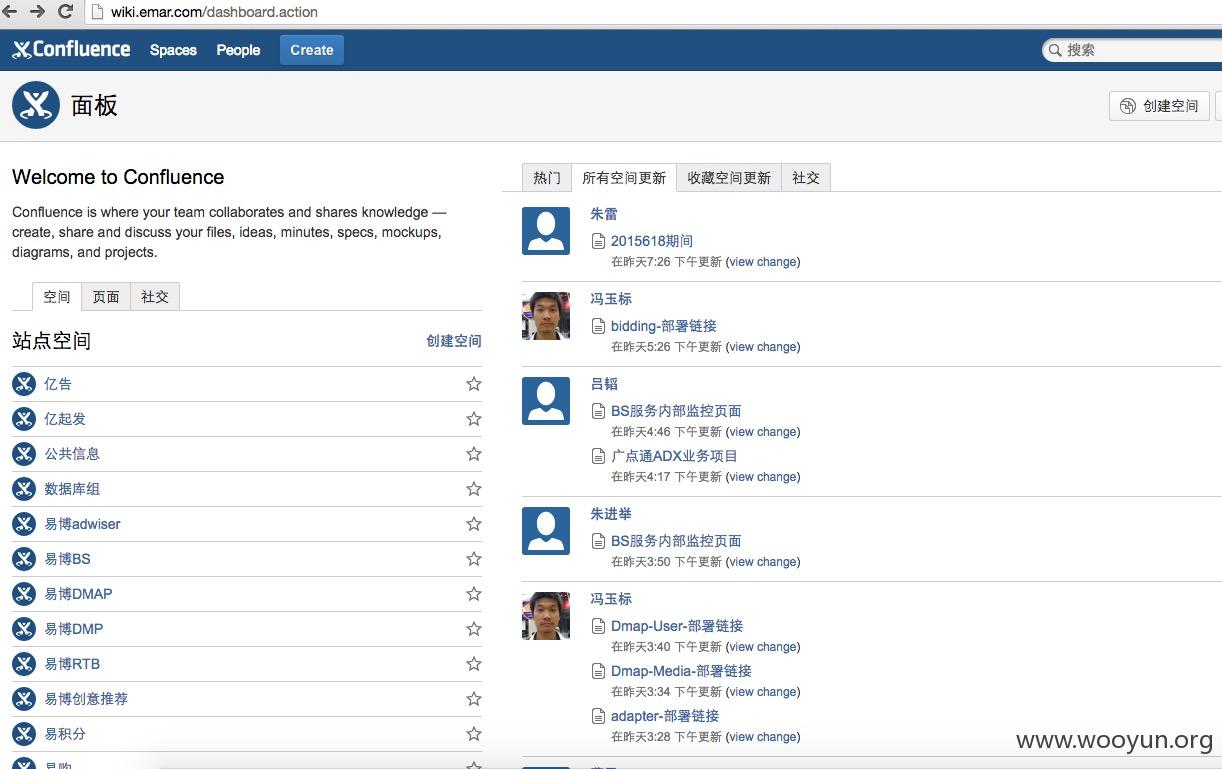 wiki.emar.com/dashboard.action
Confluence Spaces People Create 搜索
面板 创建空间
Welcome to Confluence
Confluence is where your team collaborates and shares knowledge —
create, share and discuss your files, ideas, minutes, specs, mockups,
diagrams, and projects.
空间 页面 社交
站点空间 创建空间
亿告
亿起发
公共信息
数据库组
易博adwiser
易博BS
易博DMAP
易博DMP
易博RTB
易博创意推荐
易积分
易购
热门 所有空间更新 收藏空间更新 社交
朱雷
2015618期间
在昨天7:26 下午更新 (view change)
冯玉标
bidding-部署链接
在昨天5:26 下午更新 (view change)
吕韬
BS服务内部监控页面
在昨天4:46 下午更新 (view change)
广点通ADX业务项目
在昨天4:17 下午更新 (view change)
朱进举
BS服务内部监控页面
在昨天3:50 下午更新 (view change)
冯玉标
Dmap-User-部署链接
在昨天3:40 下午更新 (view change)
Dmap-Media-部署链接
在昨天3:34 下午更新 (view change)
adapter-部署链接
在昨天3:28 下午更新 (view change)
www.wooyun.org